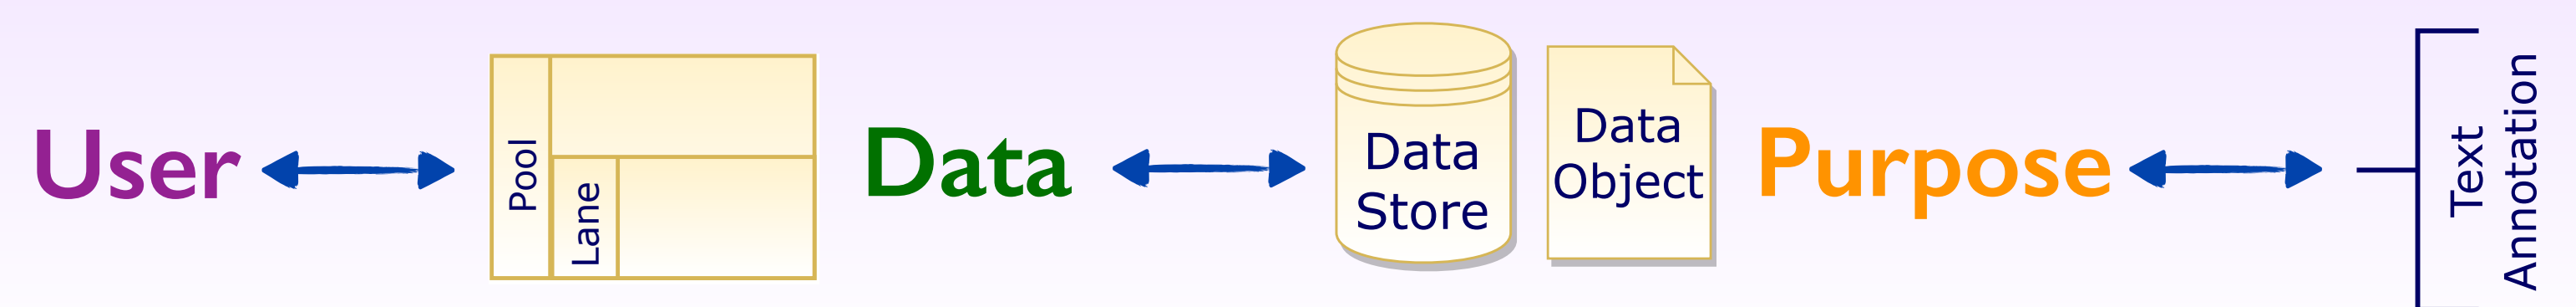 User
Pool
Lane
Data
Data
Store
Data
Object
Purpose
Text
Annotation